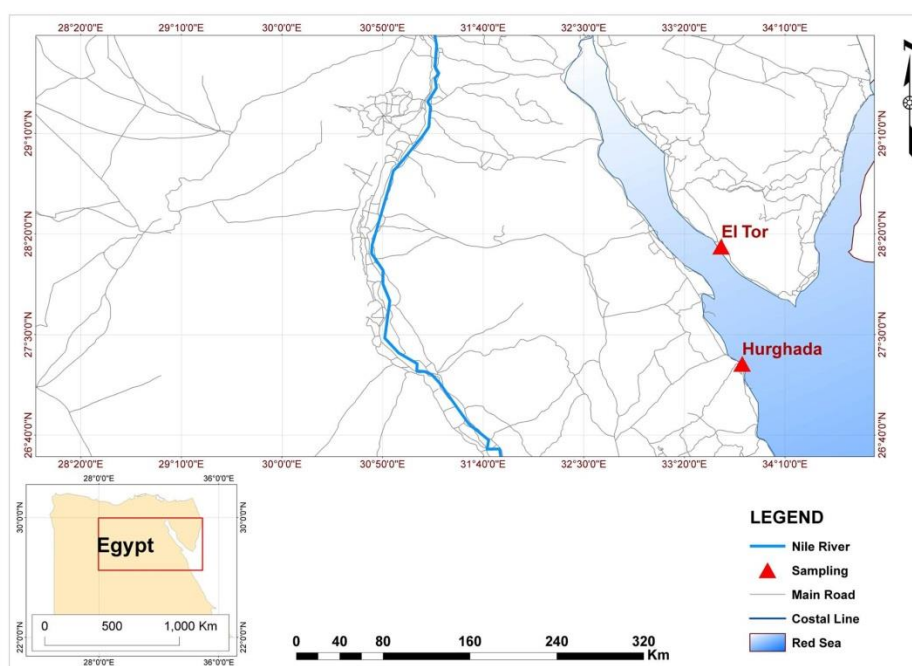 28°20'0"E 29°10'0"E 30°0'0"E 30°50'0"E 31°40'0"E 32°30'0"E 33°20'0"E 34°10'0"E
29°10'0"N 29°10'0"N
El Tor
28°20'0"N 28°20'0"N
27°30'0"N 27°30'0"N
Hurghada
26°40'0"N 26°40'0"N
28°20'0"E 29°10'0"E 30°0'0"E 30°50'0"E 31°40'0"E 32°30'0"E 33°20'0"E 34°10'0"E
28°0'0"E 36°0'0"E
30°0'0"N 30°0'0"N
Egypt
0 500 1,000 Km
22°0'0"N 22°0'0"N
28°0'0"E 36°0'0"E
0 40 80 160 240 320
Km
LEGEND
Nile River
Sampling
Main Road
Costal Line
Red Sea